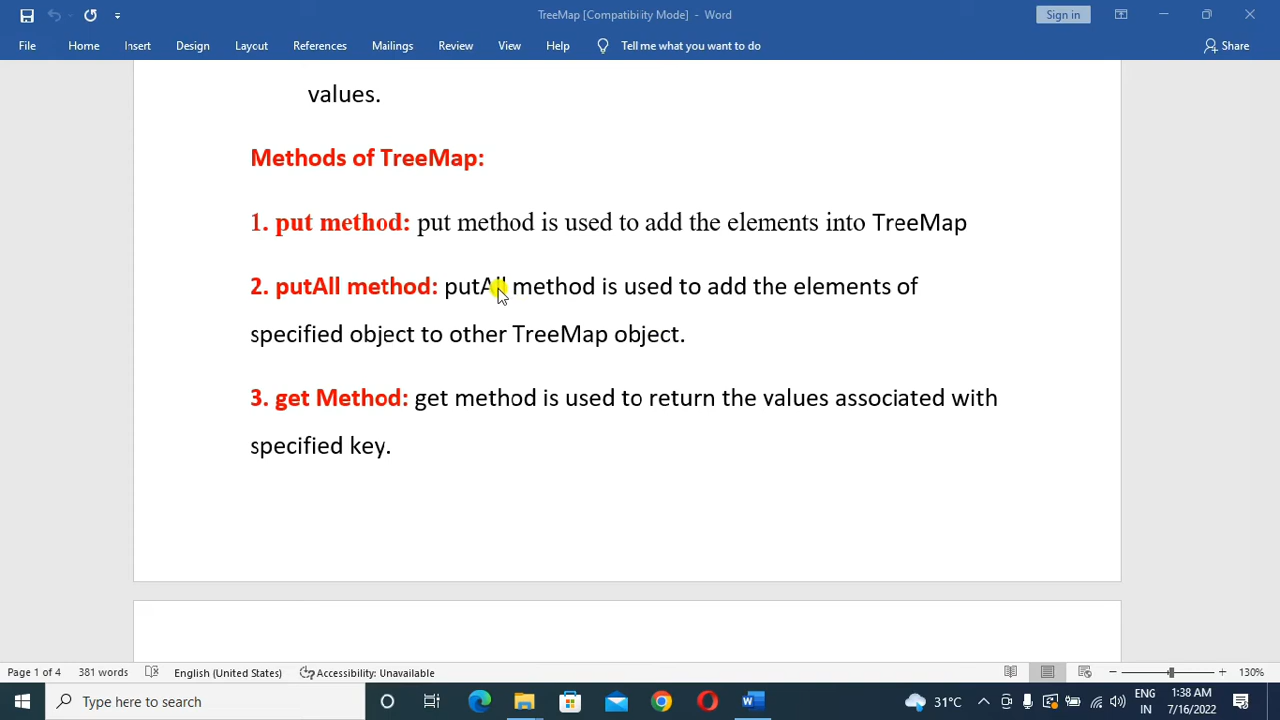 TreeMap [Compatibility Mode] - Word
Sign in
File Home Insert Design Layout References Mailings Review View Help Tell me what you want to do Share
values.
Methods of TreeMap:
1. put method: put method is used to add the elements into TreeMap
2. putAll method: putAll method is used to add the elements of
specified object to other TreeMap object.
3. get Method: get method is used to return the values associated with
specified key.
Page 1 of 4 381 words English (United States) Accessibility: Unavailable 130%
Type here to search 31°C ENG 1:38 AM
IN 7/16/2022